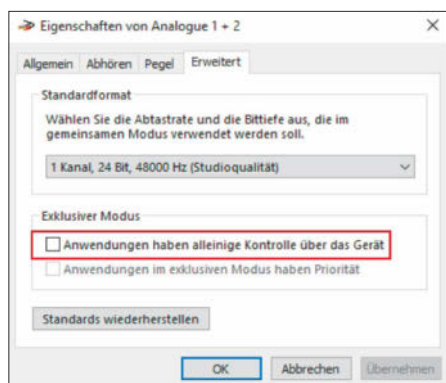 Eigenschaften von Analogue 1 + 2
Allgemein Abhören Pegel Erweitert
Standardformat
Wählen Sie die Abtastrate und die Bittiefe aus, die im
gemeinsamen Modus verwendet werden soll.
1 Kanal, 24 Bit, 48000 Hz (Studioqualität)
Exklusiver Modus
Anwendungen haben alleinige Kontrolle über das Gerät
Anwendungen im exklusiven Modus haben Priorität
Standards wiederherstellen
OK Abbrechen Übernehmen